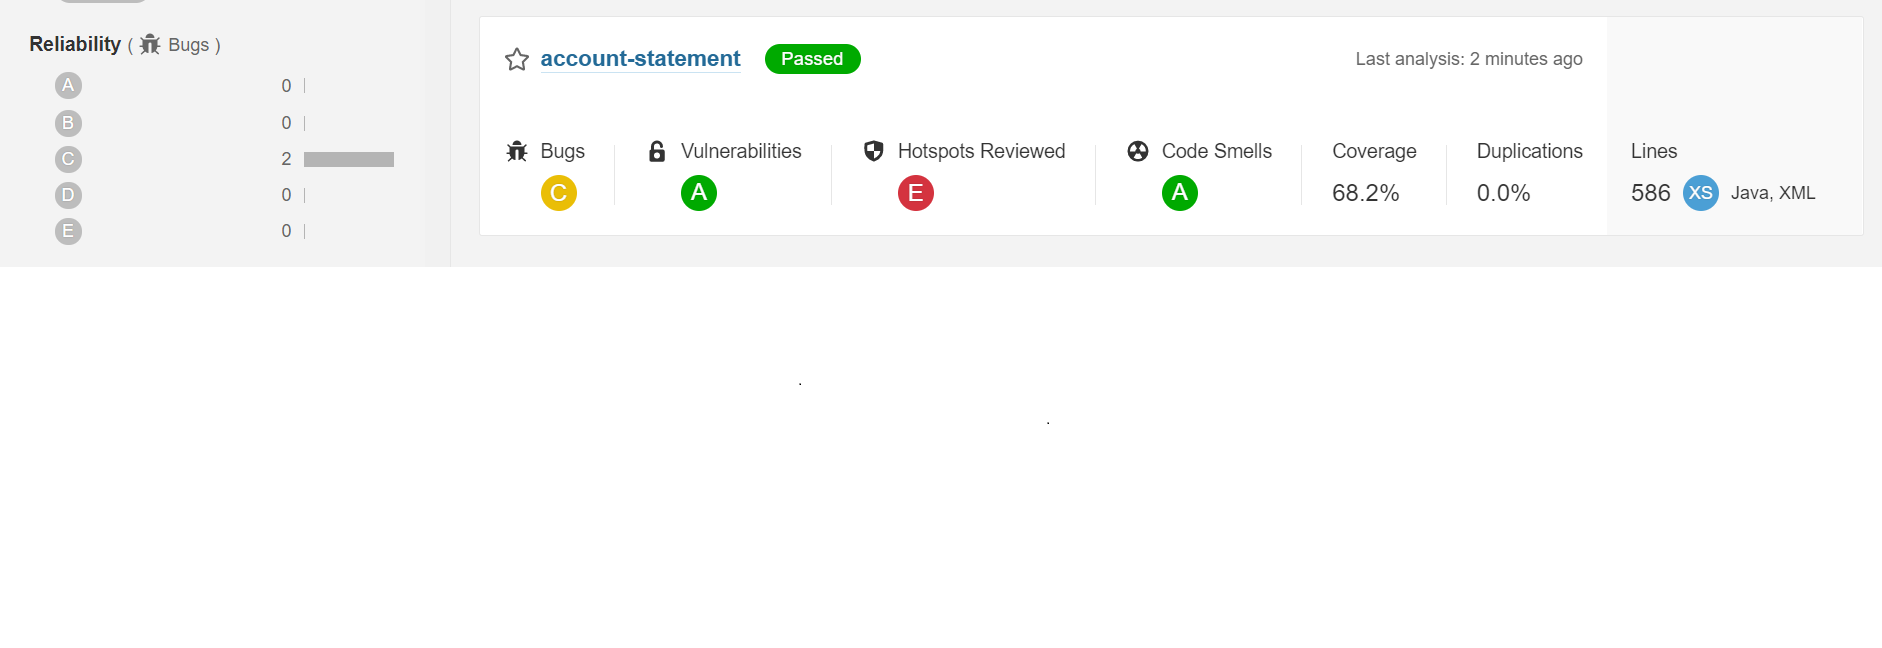 Reliability ( Bugs )
A 0
B 0
C 2
D 0
E 0
account-statement Passed Last analysis: 2 minutes ago
Bugs Vulnerabilities Hotspots Reviewed Code Smells Coverage Duplications Lines
C A E A 68.2% 0.0% 586 XS Java, XML